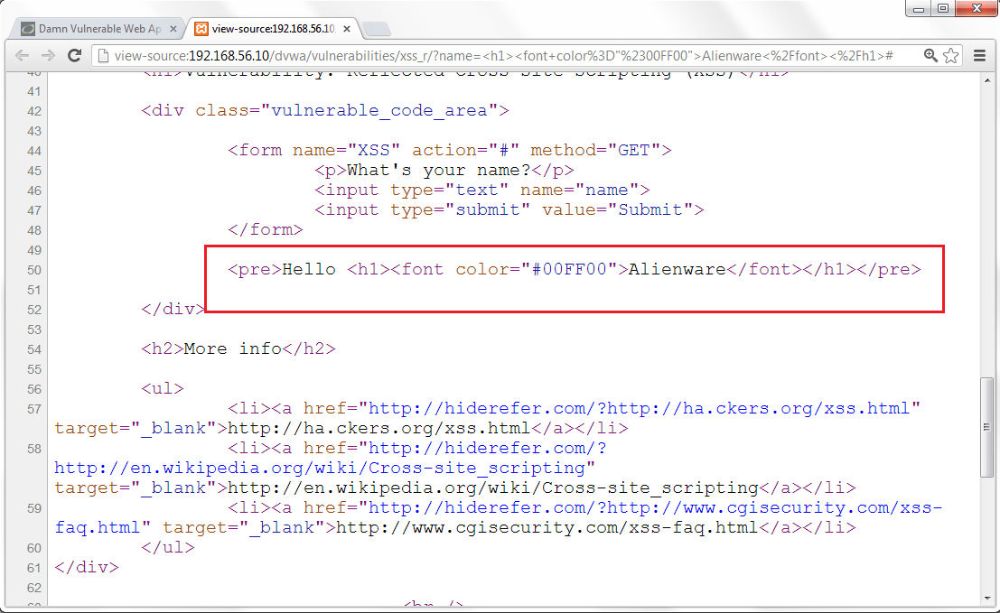 Damn Vulnerable Web Ap
view-source:192.168.56.10
view-source:192.168.56.10/dvwa/vulnerabilities/xss_r/?name=<h1><font+color%3D"%2300FF00">Alienware<%2Ffont><%2Fh1>#
40 <h1>Vulnerability: Reflected Cross Site Scripting (XSS)</h1>
41
42 <div class="vulnerable_code_area">
43
44 <form name="XSS" action="#" method="GET">
45 <p>What's your name?</p>
46 <input type="text" name="name">
47 <input type="submit" value="Submit">
48 </form>
49
50 <pre>Hello <h1><font color="#00FF00">Alienware</font></h1></pre>
51
52 </div>
53
54 <h2>More info</h2>
55
56 <ul>
57 <li><a href="http://hiderefer.com/?http://ha.ckers.org/xss.html"
target="_blank">http://ha.ckers.org/xss.html</a></li>
58 <li><a href="http://hiderefer.com/?
http://en.wikipedia.org/wiki/Cross-site_scripting"
target="_blank">http://en.wikipedia.org/wiki/Cross-site_scripting</a></li>
59 <li><a href="http://hiderefer.com/?http://www.cgisecurity.com/xss-
faq.html" target="_blank">http://www.cgisecurity.com/xss-faq.html</a></li>
60 </ul>
61 </div>
62
<br />